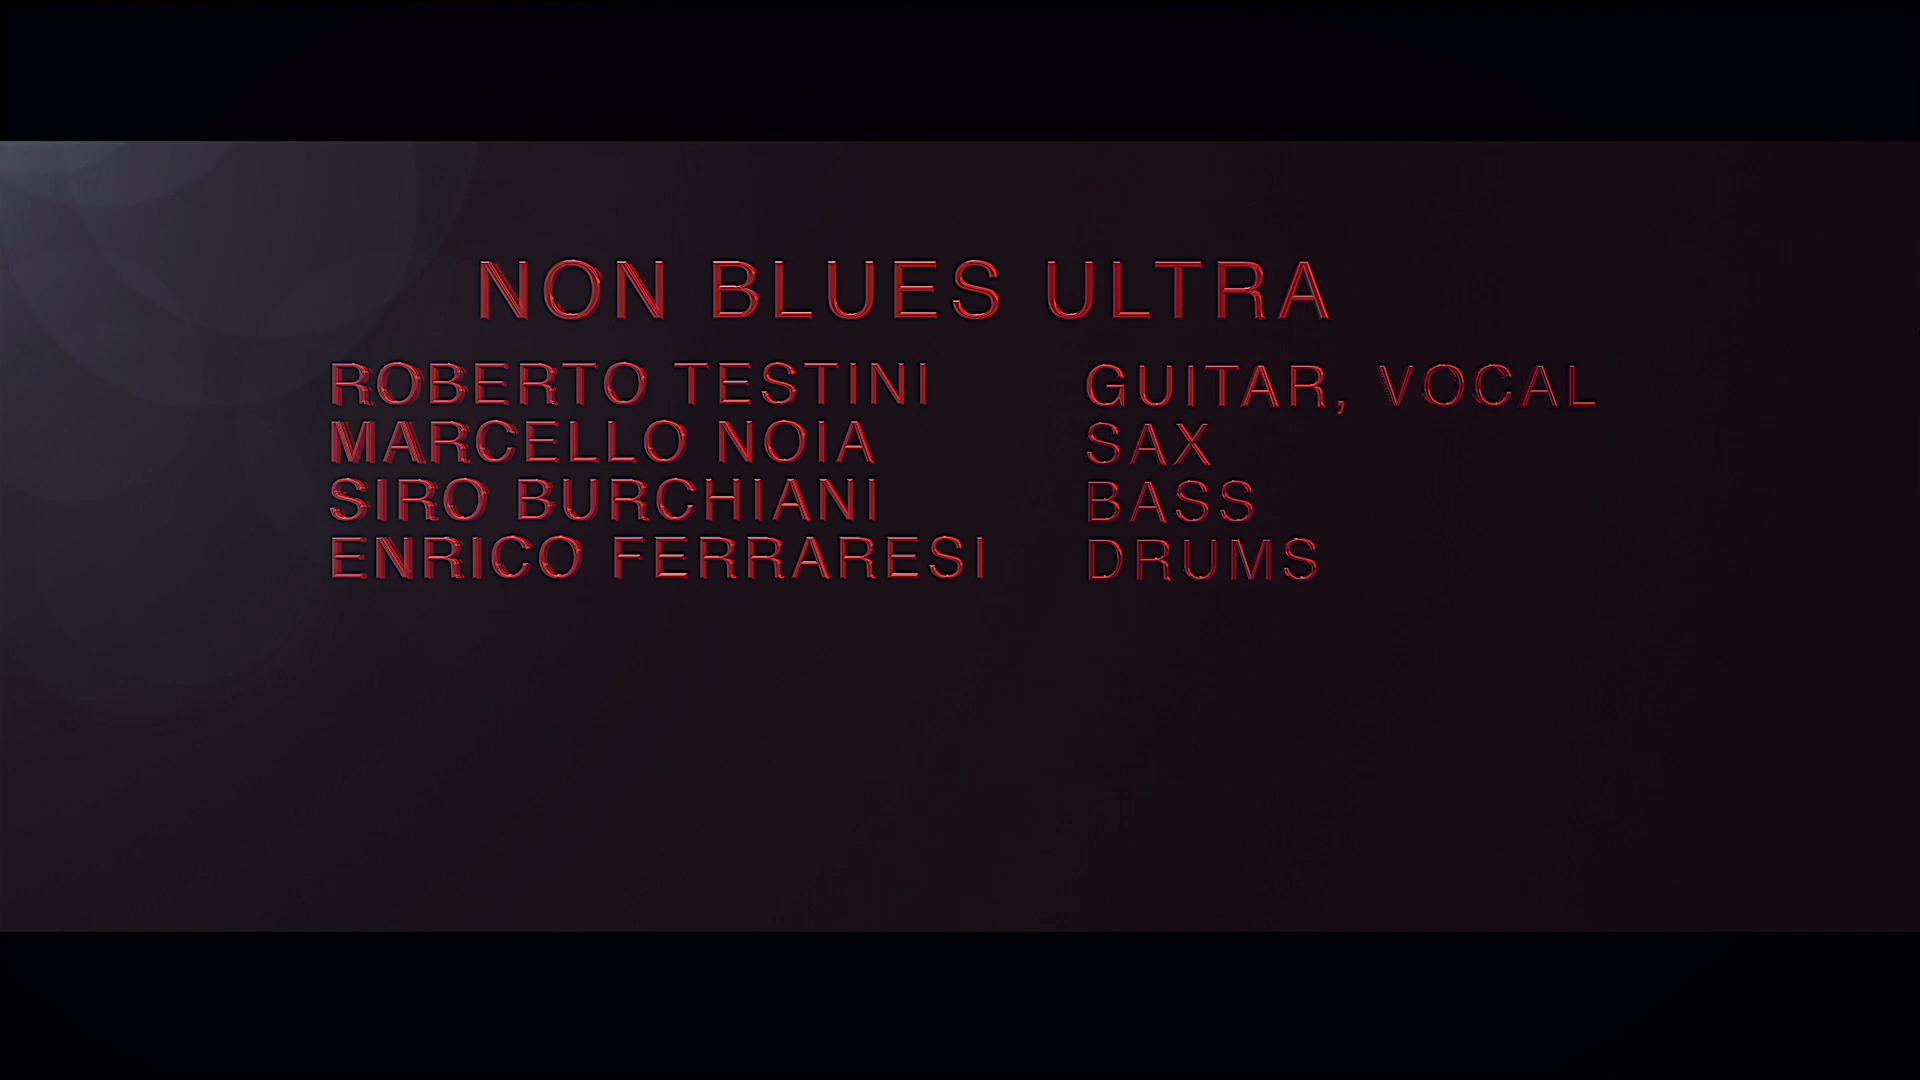 NON BLUES ULTRA
ROBERTO TESTINI GUITAR, VOCAL
MARCELLO NOIA SAX
SIRO BURCHIANI BASS
ENRICO FERRARESI DRUMS